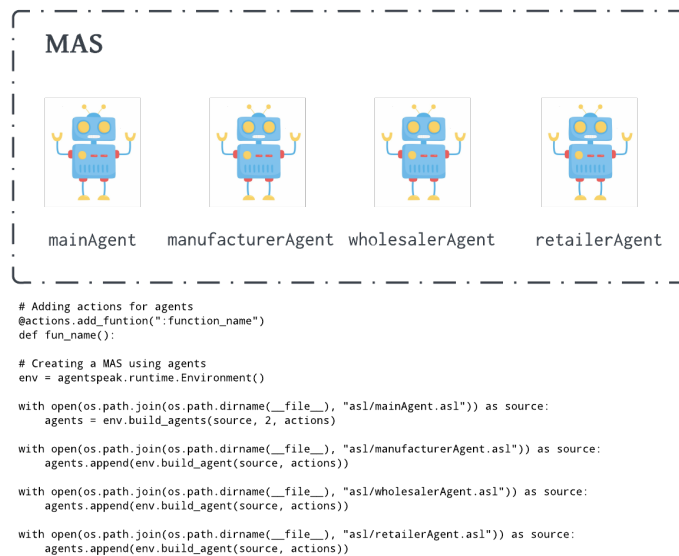 MAS
mainAgent manufacturerAgent wholesalerAgent retailerAgent
# Adding actions for agents
@actions.add_funtion(":function_name")
def fun_name():
# Creating a MAS using agents
env = agentspeak.runtime.Environment()
with open(os.path.join(os.path.dirname(__file__), "asl/mainAgent.asl")) as source:
    agents = env.build_agents(source, 2, actions)
with open(os.path.join(os.path.dirname(__file__), "asl/manufacturerAgent.asl")) as source:
    agents.append(env.build_agent(source, actions))
with open(os.path.join(os.path.dirname(__file__), "asl/wholesalerAgent.asl")) as source:
    agents.append(env.build_agent(source, actions))
with open(os.path.join(os.path.dirname(__file__), "asl/retailerAgent.asl")) as source:
    agents.append(env.build_agent(source, actions))